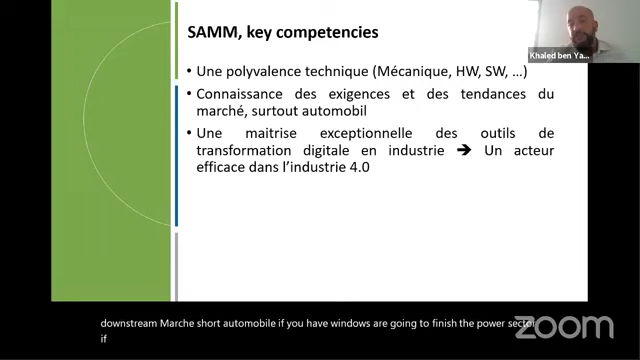 SAMM, key competencies
Khaled ben Ya...
• Une polyvalence technique (Mécanique, HW, SW, …)
• Connaissance des exigences et des tendances du
marché, surtout automobil
• Une maitrise exceptionnelle des outils de
transformation digitale en industrie ➔ Un acteur
efficace dans l’industrie 4.0
downstream Marche short automobile if you have windows are going to finish the power sector
if
zoom